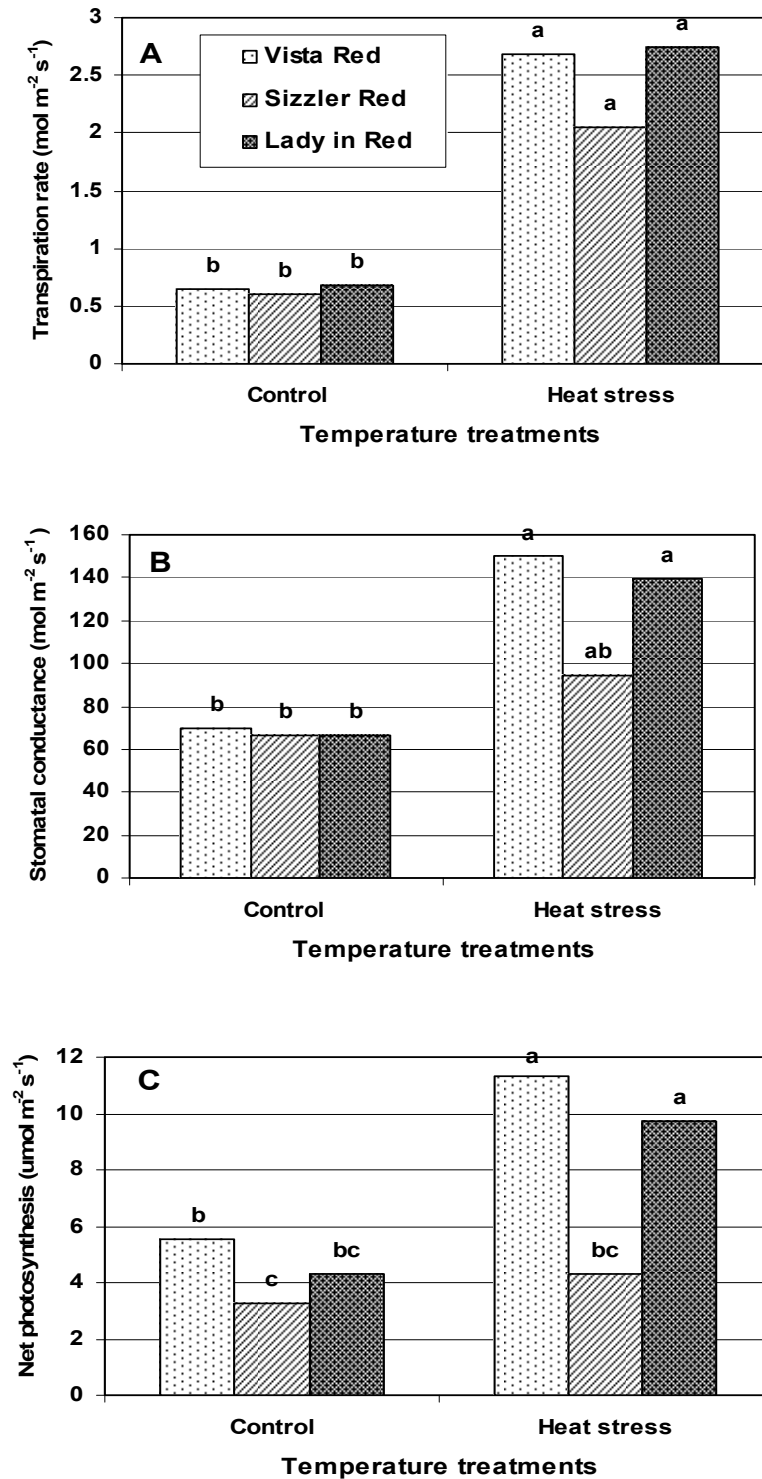 3
A
Vista Red
a
a
2.5
Sizzler Red
a
Lady in Red
2
1.5
1
b
b
b
0.5
0
Transpiration rate (mol m⁻² s⁻¹)
Control
Heat stress
Temperature treatments
160
B
a
140
a
120
100
ab
80
b
b
b
60
40
20
0
Stomatal conductance (mol m⁻² s⁻¹)
Control
Heat stress
Temperature treatments
12
C
a
10
a
8
6
b
bc
c
bc
4
2
0
Net photosynthesis (umol m⁻² s⁻¹)
Control
Heat stress
Temperature treatments